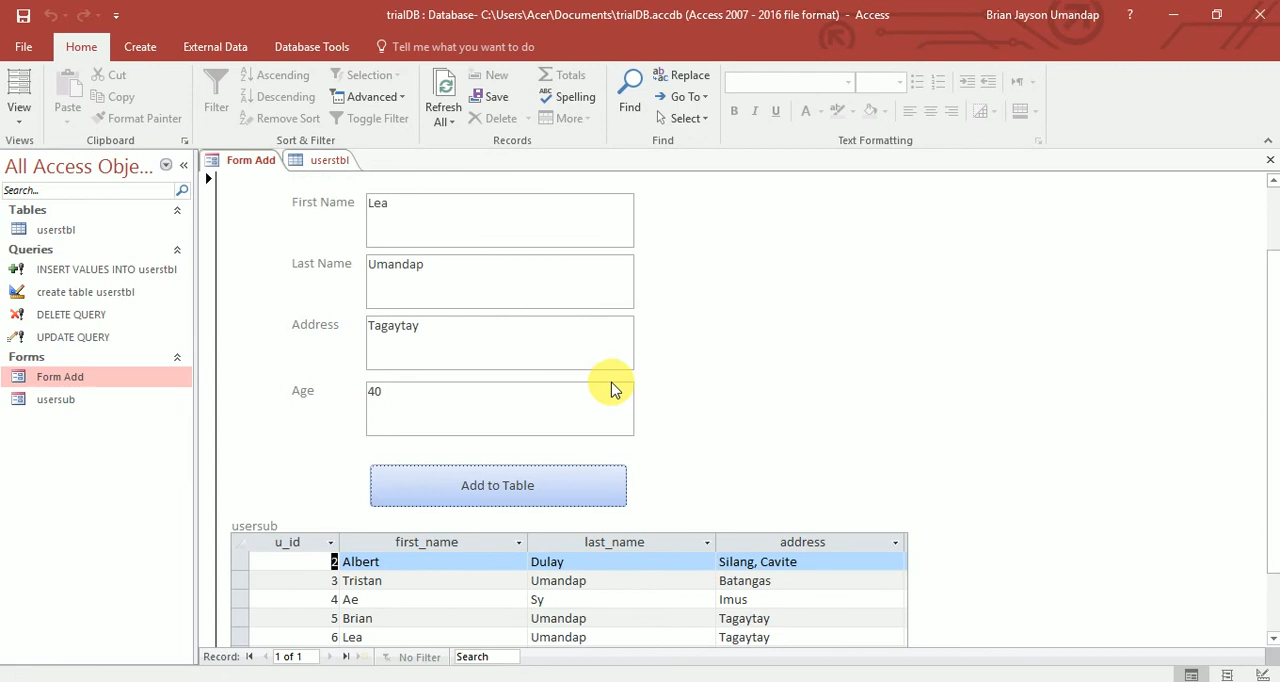 trialDB : Database- C:\Users\Acer\Documents\trialDB.accdb (Access 2007 - 2016 file format) - Access
Brian Jayson Umandap
?
File Home Create External Data Database Tools Tell me what you want to do
View
Views
Paste
Cut
Copy
Format Painter
Clipboard
Filter
Ascending
Descending
Remove Sort
Selection
Advanced
Toggle Filter
Sort & Filter
Refresh
All
New
Save
Delete
Totals
Spelling
More
Records
Find
Replace
Go To
Select
Find
B I U A
Text Formatting
All Access Obje...
Search...
Tables
userstbl
Queries
INSERT VALUES INTO userstbl
create table userstbl
DELETE QUERY
UPDATE QUERY
Forms
Form Add
usersub
Form Add userstbl
First Name Lea
Last Name Umandap
Address Tagaytay
Age 40
Add to Table
usersub
u_id first_name last_name address
2 Albert Dulay Silang, Cavite
3 Tristan Umandap Batangas
4 Ae Sy Imus
5 Brian Umandap Tagaytay
6 Lea Umandap Tagaytay
Record: 1 of 1 No Filter Search